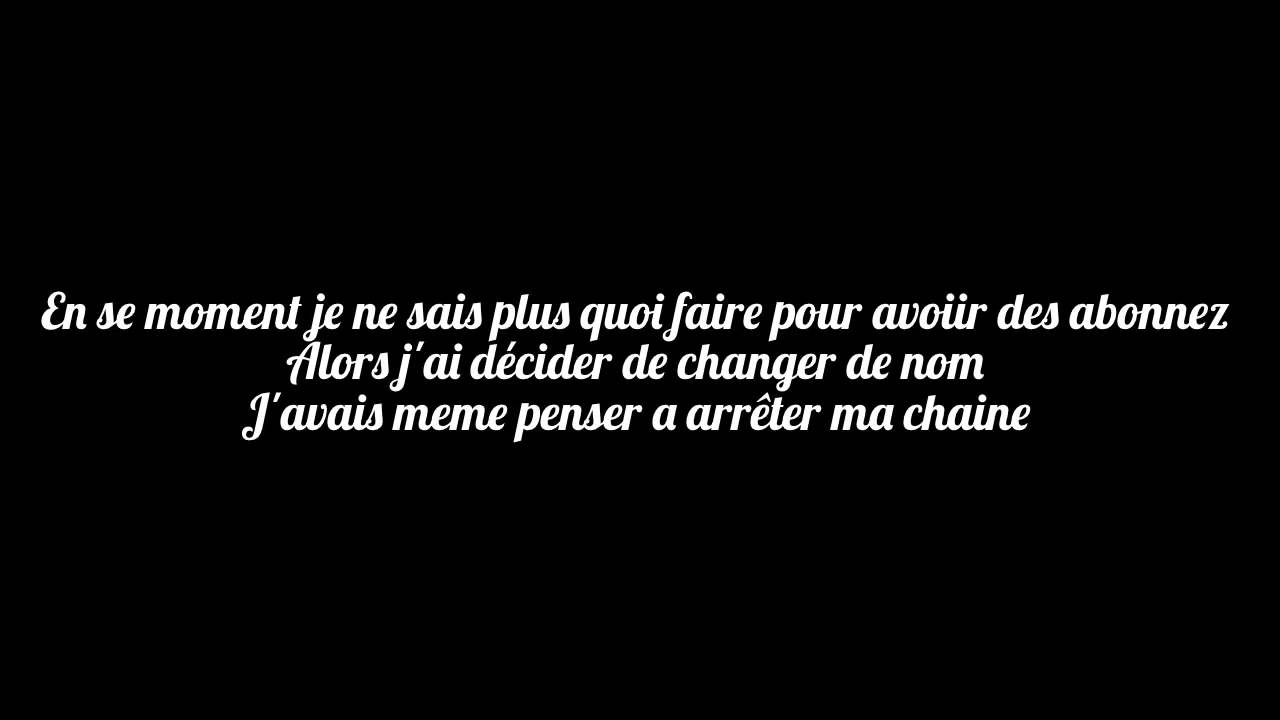 En se moment je ne sais plus quoi faire pour avoiir des abonnez
Alors j'ai décider de changer de nom
J'avais meme penser a arrêter ma chaine